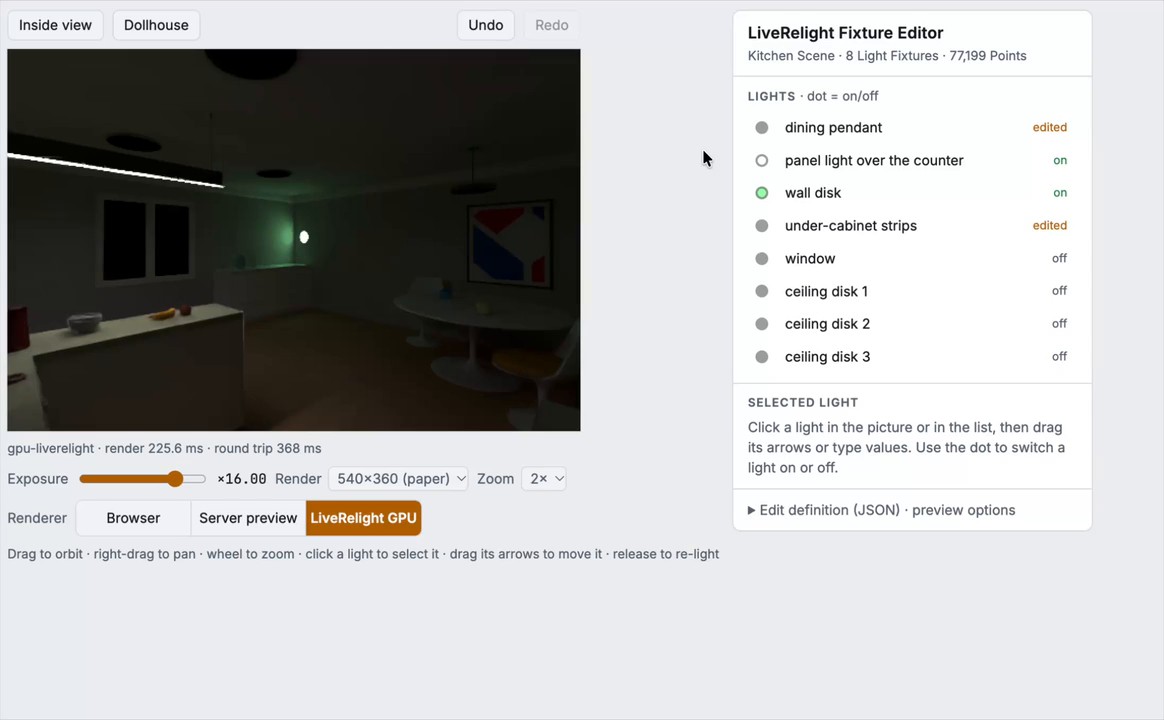 Inside view Dollhouse Undo Redo
LiveRelight Fixture Editor
Kitchen Scene · 8 Light Fixtures · 77,199 Points
LIGHTS · dot = on/off
dining pendant edited
panel light over the counter on
wall disk on
under-cabinet strips edited
window off
ceiling disk 1 off
ceiling disk 2 off
ceiling disk 3 off
SELECTED LIGHT
Click a light in the picture or in the list, then drag
its arrows or type values. Use the dot to switch a
light on or off.
▶ Edit definition (JSON) · preview options
gpu-liverelight · render 225.6 ms · round trip 368 ms
Exposure ×16.00 Render 540×360 (paper) Zoom 2×
Renderer Browser Server preview LiveRelight GPU
Drag to orbit · right-drag to pan · wheel to zoom · click a light to select it · drag its arrows to move it · release to re-light